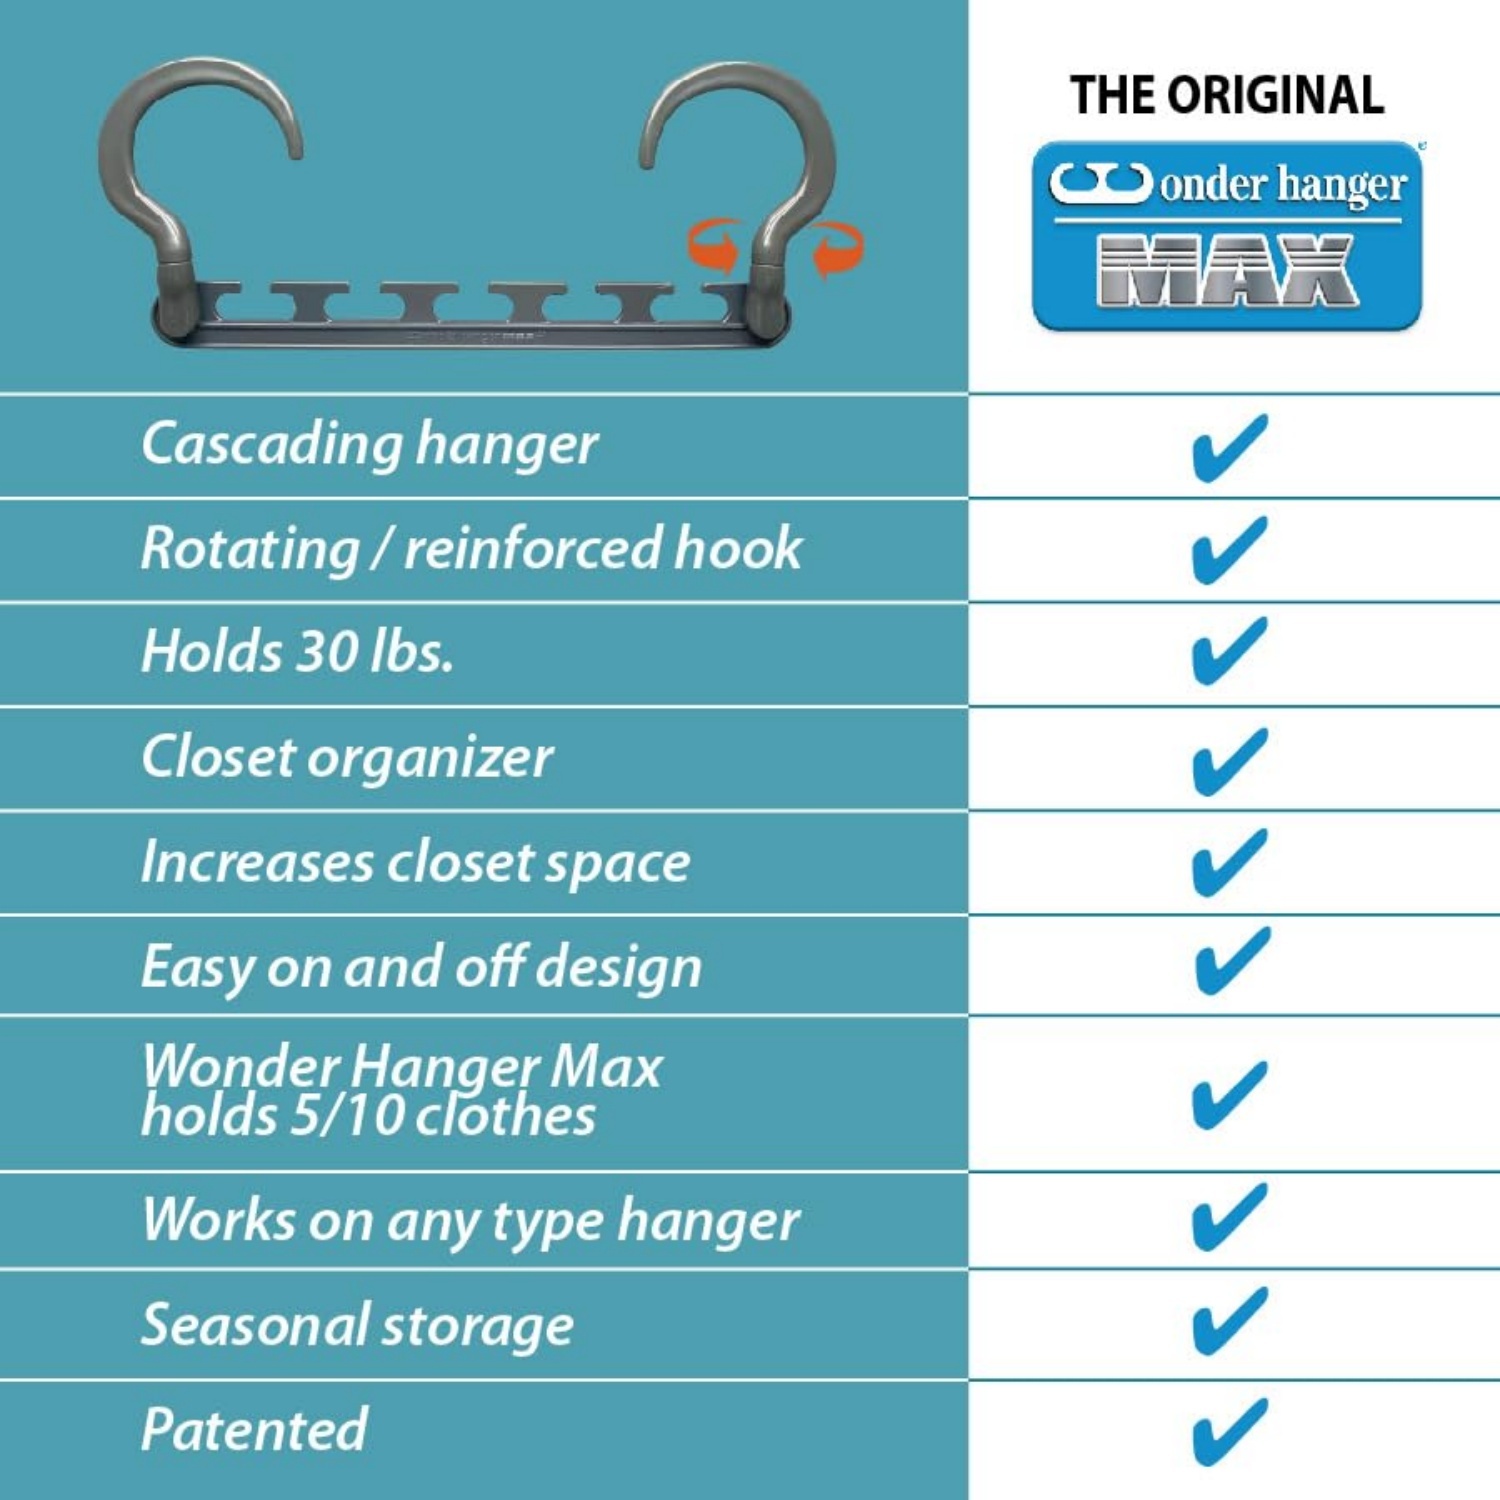 THE ORIGINAL
Wonder hanger
MAX
Cascading hanger
Rotating / reinforced hook
Holds 30 lbs.
Closet organizer
Increases closet space
Easy on and off design
Wonder Hanger Max
holds 5/10 clothes
Works on any type hanger
Seasonal storage
Patented